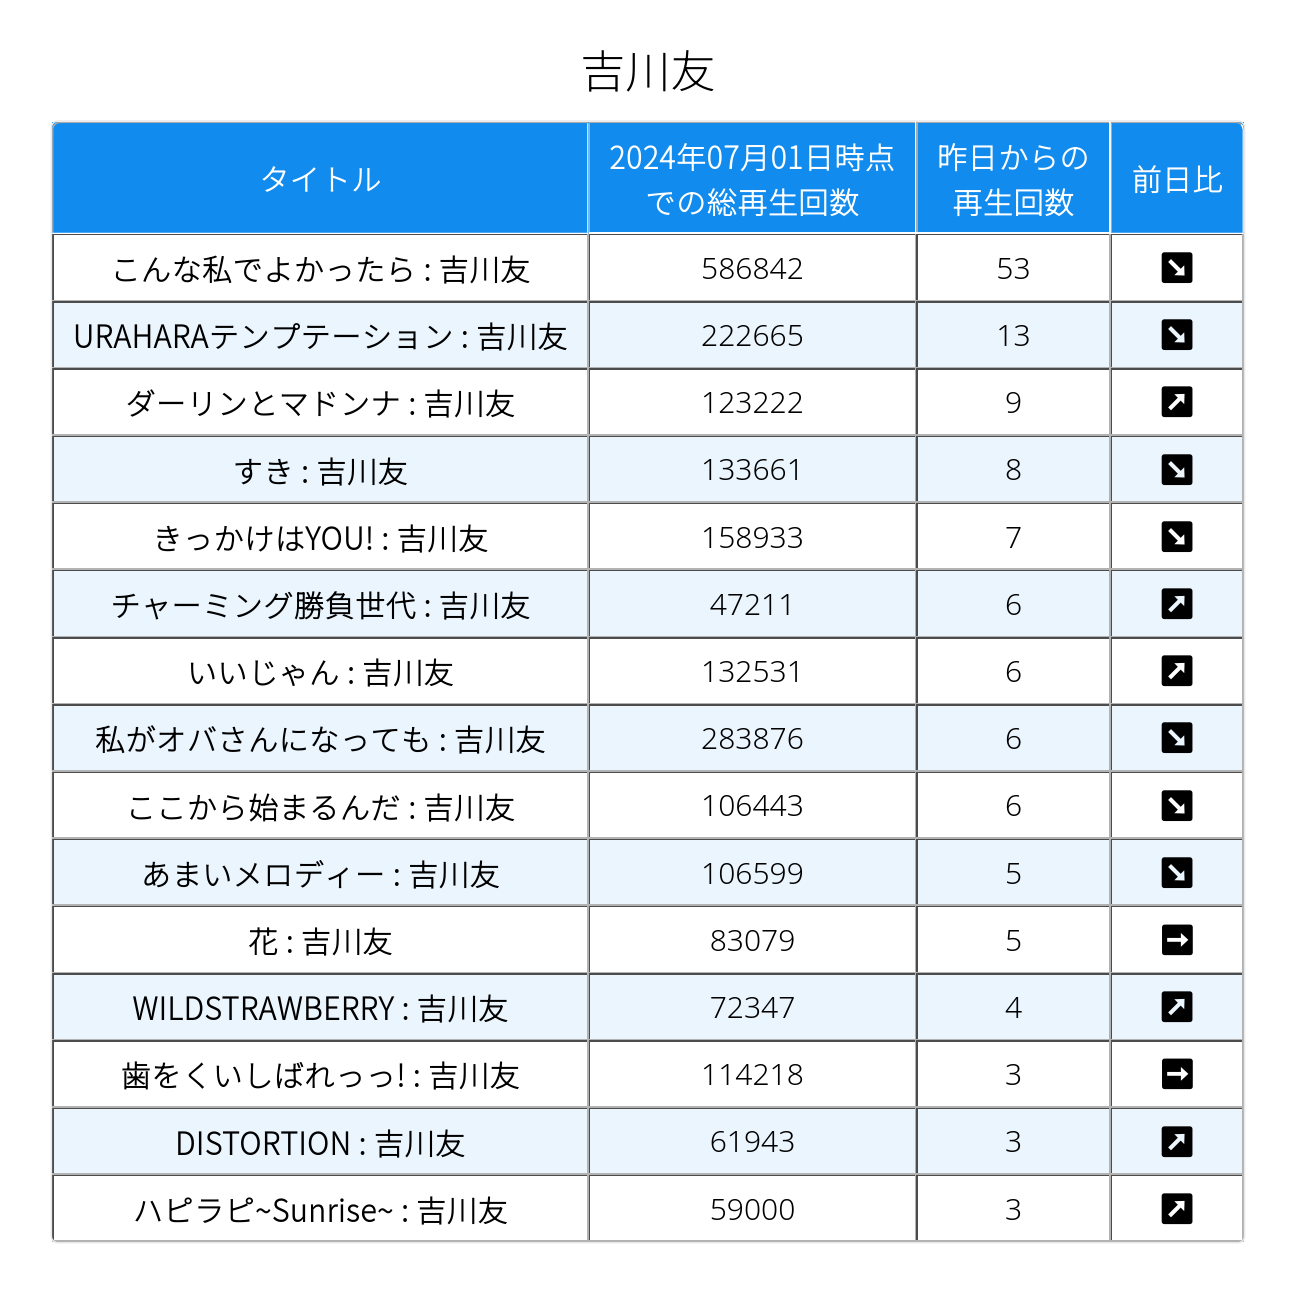 吉川友
タイトル
2024年07月01日時点
での総再生回数
昨日からの
再生回数
前日比
こんな私でよかったら : 吉川友 586842 53 ↘
URAHARAテンプテーション : 吉川友 222665 13 ↘
ダーリンとマドンナ : 吉川友 123222 9 ↗
すき : 吉川友 133661 8 ↘
きっかけはYOU! : 吉川友 158933 7 ↘
チャーミング勝負世代 : 吉川友 47211 6 ↗
いいじゃん : 吉川友 132531 6 ↗
私がオバさんになっても : 吉川友 283876 6 ↘
ここから始まるんだ : 吉川友 106443 6 ↘
あまいメロディー : 吉川友 106599 5 ↘
花 : 吉川友 83079 5 →
WILDSTRAWBERRY : 吉川友 72347 4 ↗
歯をくいしばれっっ! : 吉川友 114218 3 →
DISTORTION : 吉川友 61943 3 ↗
ハピラピ~Sunrise~ : 吉川友 59000 3 ↗